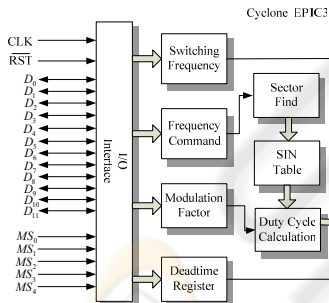 Cyclone EPIC3
CLK
RST
D0
D1
D2
D3
D4
D5
D6
D7
D8
D9
D10
D11
MS0
MS1
MS2
MS3
MS4
I/O
Interface
Switching
Frequency
Frequency
Command
Modulation
Factor
Deadtime
Register
Sector
Find
SIN
Table
Duty Cycle
Calculation